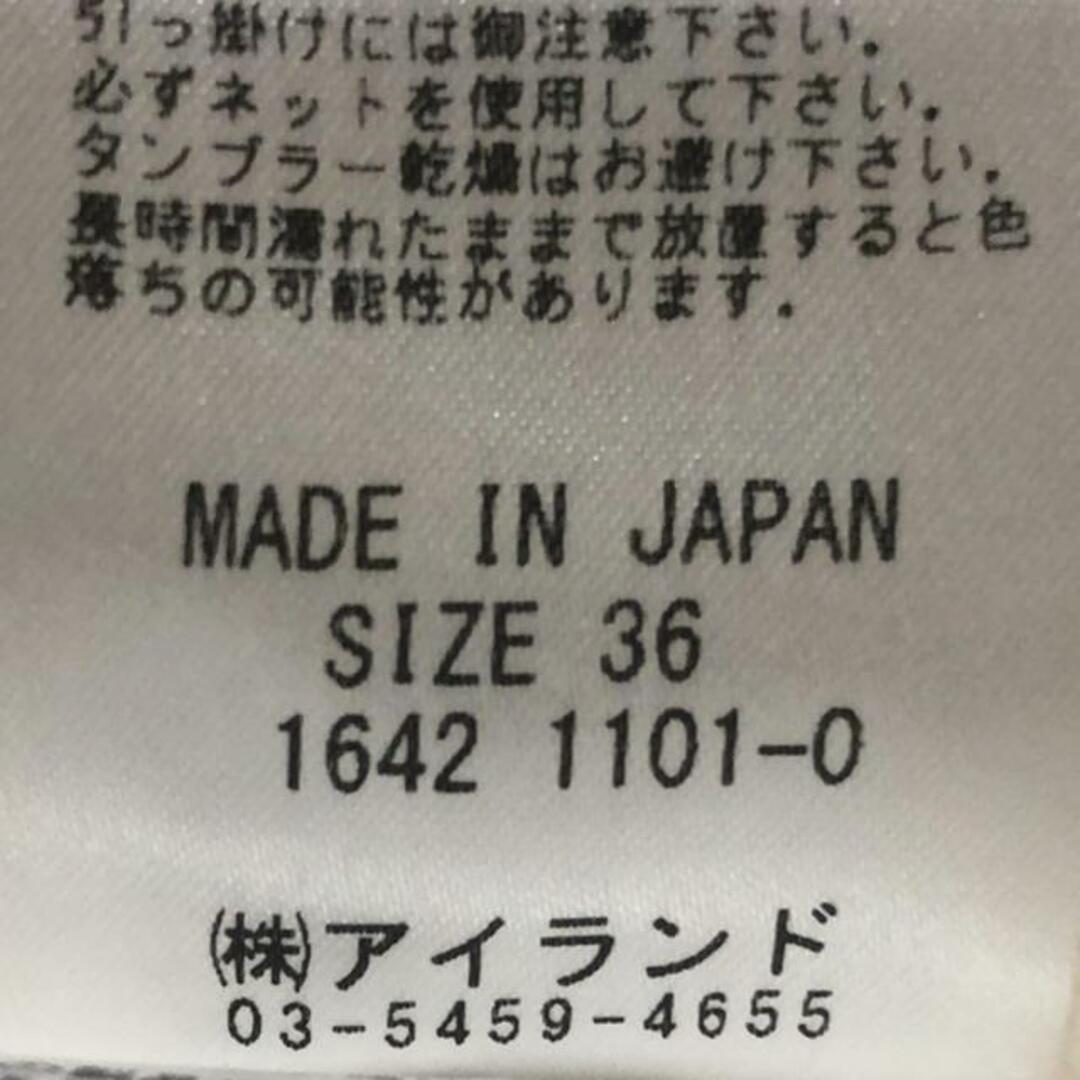 引っ掛けには御注意下さい.
必ずネットを使用して下さい.
タンブラー乾燥はお避け下さい.
長時間濡れたままで放置すると色
落ちの可能性があります.
MADE IN JAPAN
SIZE 36
1642 1101-0
㈱アイランド
03-5459-4655